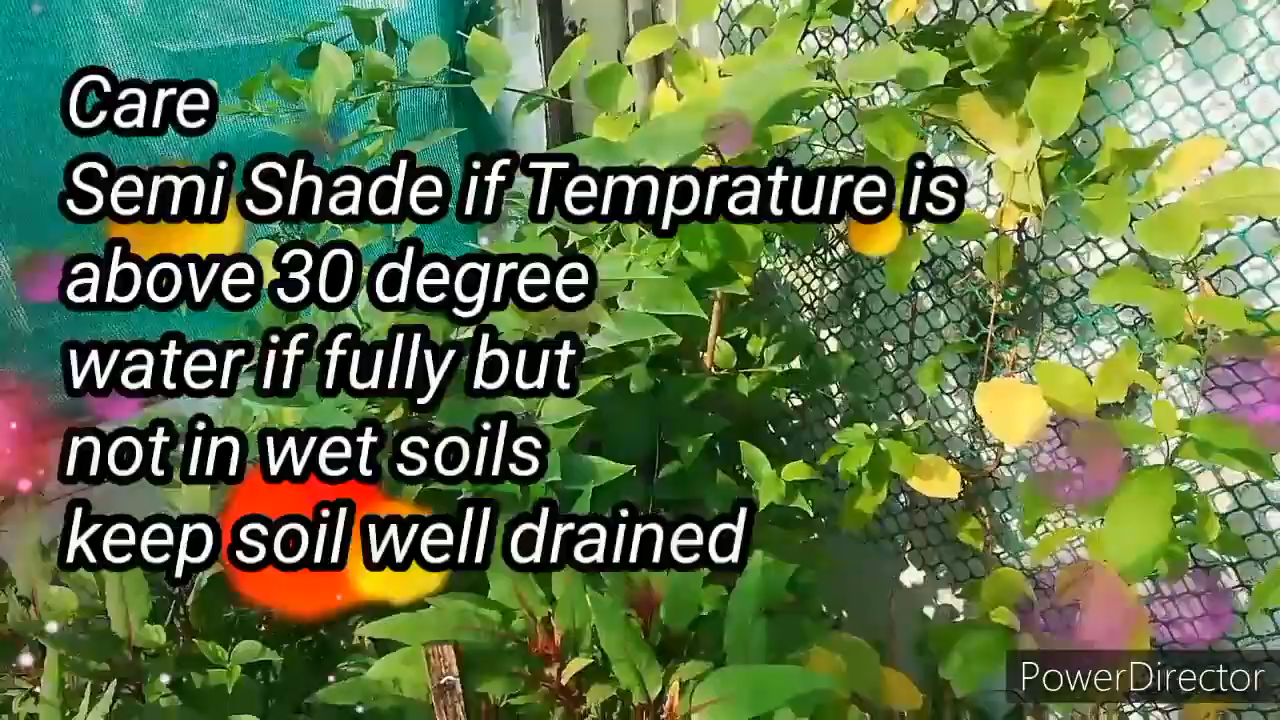 Care
Semi Shade if Temprature is
above 30 degree
water if fully but
not in wet soils
keep soil well drained
PowerDirector